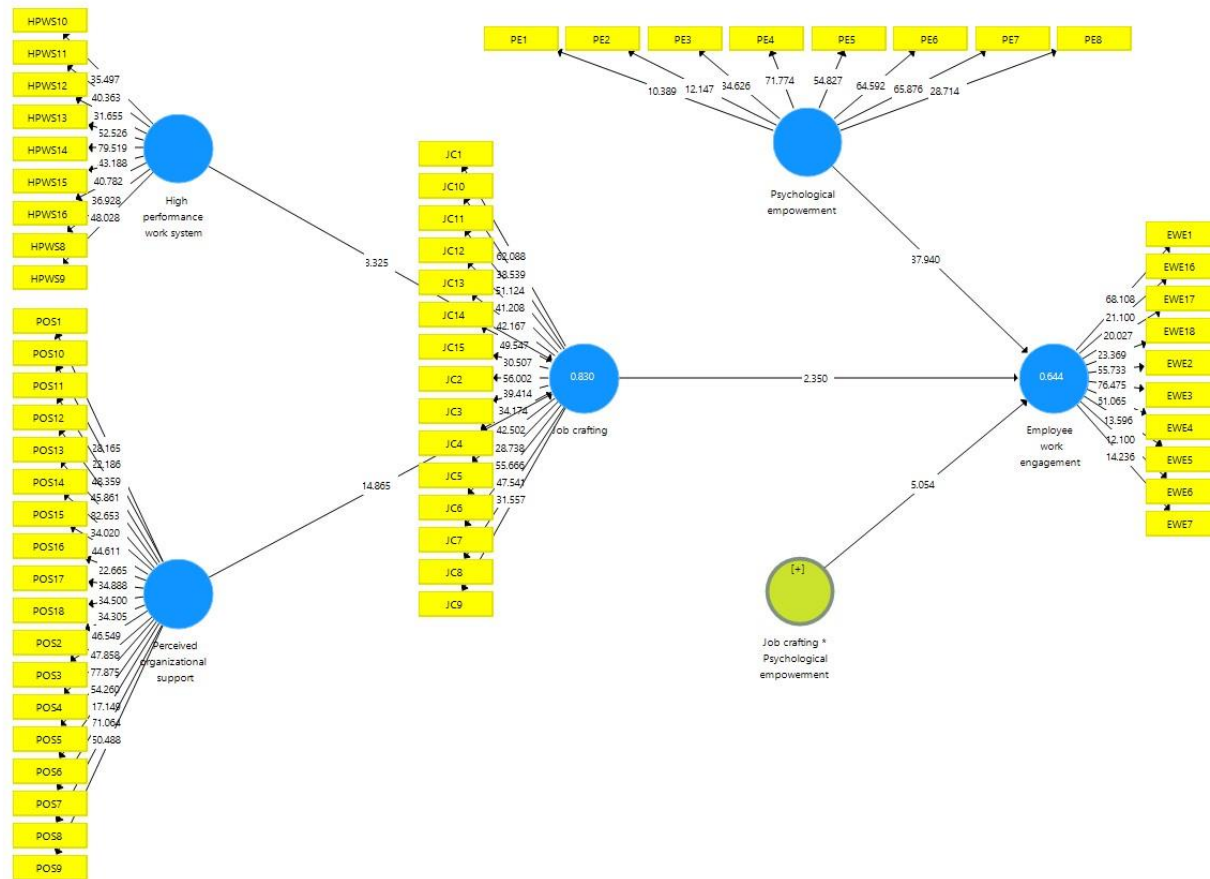 HPWS10
HPWS11
HPWS12
HPWS13
HPWS14
HPWS15
HPWS16
HPWS8
HPWS9
35.497
40.363
31.655
52.526
79.519
43.188
40.782
36.928
48.028
High
performance
work system
POS1
POS10
POS11
POS12
POS13
POS14
POS15
POS16
POS17
POS18
POS2
POS3
POS4
POS5
POS6
POS7
POS8
POS9
28.165
22.186
48.359
45.861
82.653
34.020
44.611
22.665
34.888
34.500
34.305
46.549
47.858
77.875
54.260
17.149
71.064
50.488
Perceived
organizational
support
3.325
14.865
JC1
JC10
JC11
JC12
JC13
JC14
JC15
JC2
JC3
JC4
JC5
JC6
JC7
JC8
JC9
62.088
38.539
51.124
41.208
42.167
49.547
30.507
56.002
39.414
34.174
42.502
28.738
55.666
47.541
31.557
0.830
Job crafting
PE1
PE2
PE3
PE4
PE5
PE6
PE7
PE8
10.389
12.147
34.626
71.774
54.827
64.592
65.876
28.714
Psychological
empowerment
37.940
2.350
5.054
[+]
Job crafting *
Psychological
empowerment
0.644
Employee
work
engagement
68.108
21.100
20.027
23.369
55.733
76.475
51.065
13.596
12.100
14.236
EWE1
EWE16
EWE17
EWE18
EWE2
EWE3
EWE4
EWE5
EWE6
EWE7